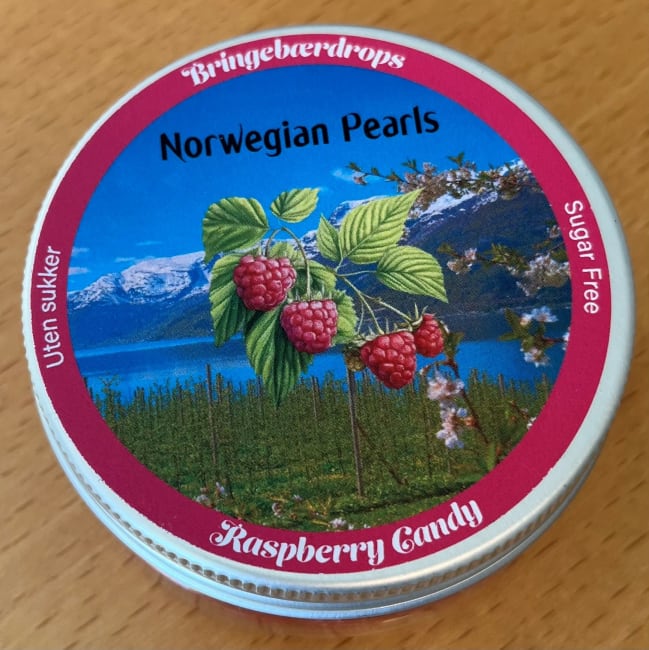 Bringebærdrops
Norwegian Pearls
Uten sukker
Sugar Free
Raspberry Candy